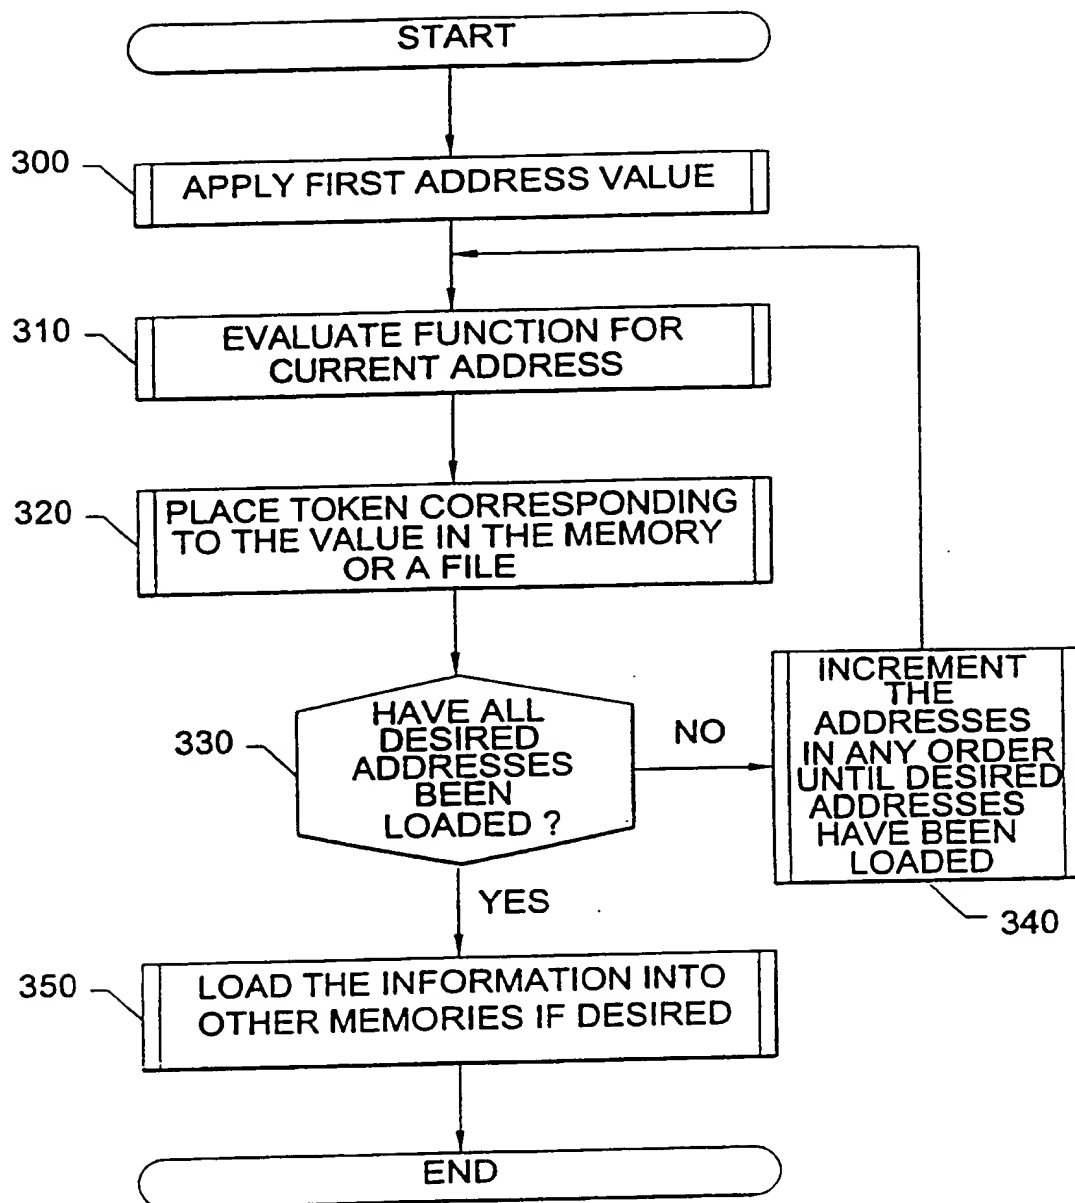 START
300
APPLY FIRST ADDRESS VALUE
310
EVALUATE FUNCTION FOR
CURRENT ADDRESS
320
PLACE TOKEN CORRESPONDING
TO THE VALUE IN THE MEMORY
OR A FILE
330
HAVE ALL
DESIRED
ADDRESSES
BEEN
LOADED ?
NO
INCREMENT
THE
ADDRESSES
IN ANY ORDER
UNTIL DESIRED
ADDRESSES
HAVE BEEN
LOADED
340
YES
350
LOAD THE INFORMATION INTO
OTHER MEMORIES IF DESIRED
END